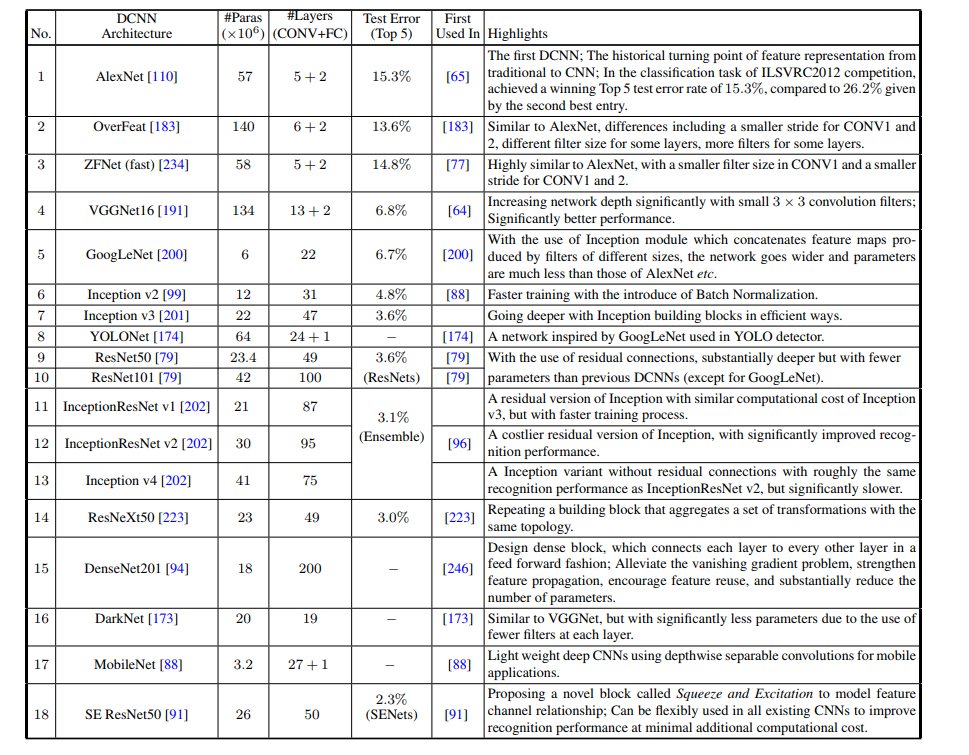 No. DCNN Architecture #Paras (×10⁶) #Layers (CONV+FC) Test Error (Top 5) First Used In Highlights
1 AlexNet [110] 57 5 + 2 15.3% [65] The first DCNN; The historical turning point of feature representation from
traditional to CNN; In the classification task of ILSVRC2012 competition,
achieved a winning Top 5 test error rate of 15.3%, compared to 26.2% given
by the second best entry.
2 OverFeat [183] 140 6 + 2 13.6% [183] Similar to AlexNet, differences including a smaller stride for CONV1 and
2, different filter size for some layers, more filters for some layers.
3 ZFNet (fast) [234] 58 5 + 2 14.8% [77] Highly similar to AlexNet, with a smaller filter size in CONV1 and a smaller
stride for CONV1 and 2.
4 VGGNet16 [191] 134 13 + 2 6.8% [64] Increasing network depth significantly with small 3 × 3 convolution filters;
Significantly better performance.
5 GoogLeNet [200] 6 22 6.7% [200] With the use of Inception module which concatenates feature maps pro-
duced by filters of different sizes, the network goes wider and parameters
are much less than those of AlexNet etc.
6 Inception v2 [99] 12 31 4.8% [88] Faster training with the introduce of Batch Normalization.
7 Inception v3 [201] 22 47 3.6% Going deeper with Inception building blocks in efficient ways.
8 YOLONet [174] 64 24 + 1 − [174] A network inspired by GoogLeNet used in YOLO detector.
9 ResNet50 [79] 23.4 49 3.6% [79] With the use of residual connections, substantially deeper but with fewer
10 ResNet101 [79] 42 100 (ResNets) [79] parameters than previous DCNNs (except for GoogLeNet).
11 InceptionResNet v1 [202] 21 87 3.1% (Ensemble) A residual version of Inception with similar computational cost of Inception
v3, but with faster training process.
12 InceptionResNet v2 [202] 30 95 [96] A costlier residual version of Inception, with significantly improved recog-
nition performance.
13 Inception v4 [202] 41 75 A Inception variant without residual connections with roughly the same
recognition performance as InceptionResNet v2, but significantly slower.
14 ResNeXt50 [223] 23 49 3.0% [223] Repeating a building block that aggregates a set of transformations with the
same topology.
15 DenseNet201 [94] 18 200 − [246] Design dense block, which connects each layer to every other layer in a
feed forward fashion; Alleviate the vanishing gradient problem, strengthen
feature propagation, encourage feature reuse, and substantially reduce the
number of parameters.
16 DarkNet [173] 20 19 − [173] Similar to VGGNet, but with significantly less parameters due to the use of
fewer filters at each layer.
17 MobileNet [88] 3.2 27 + 1 − [88] Light weight deep CNNs using depthwise separable convolutions for mobile
applications.
18 SE ResNet50 [91] 26 50 2.3% (SENets) [91] Proposing a novel block called Squeeze and Excitation to model feature
channel relationship; Can be flexibly used in all existing CNNs to improve
recognition performance at minimal additional computational cost.